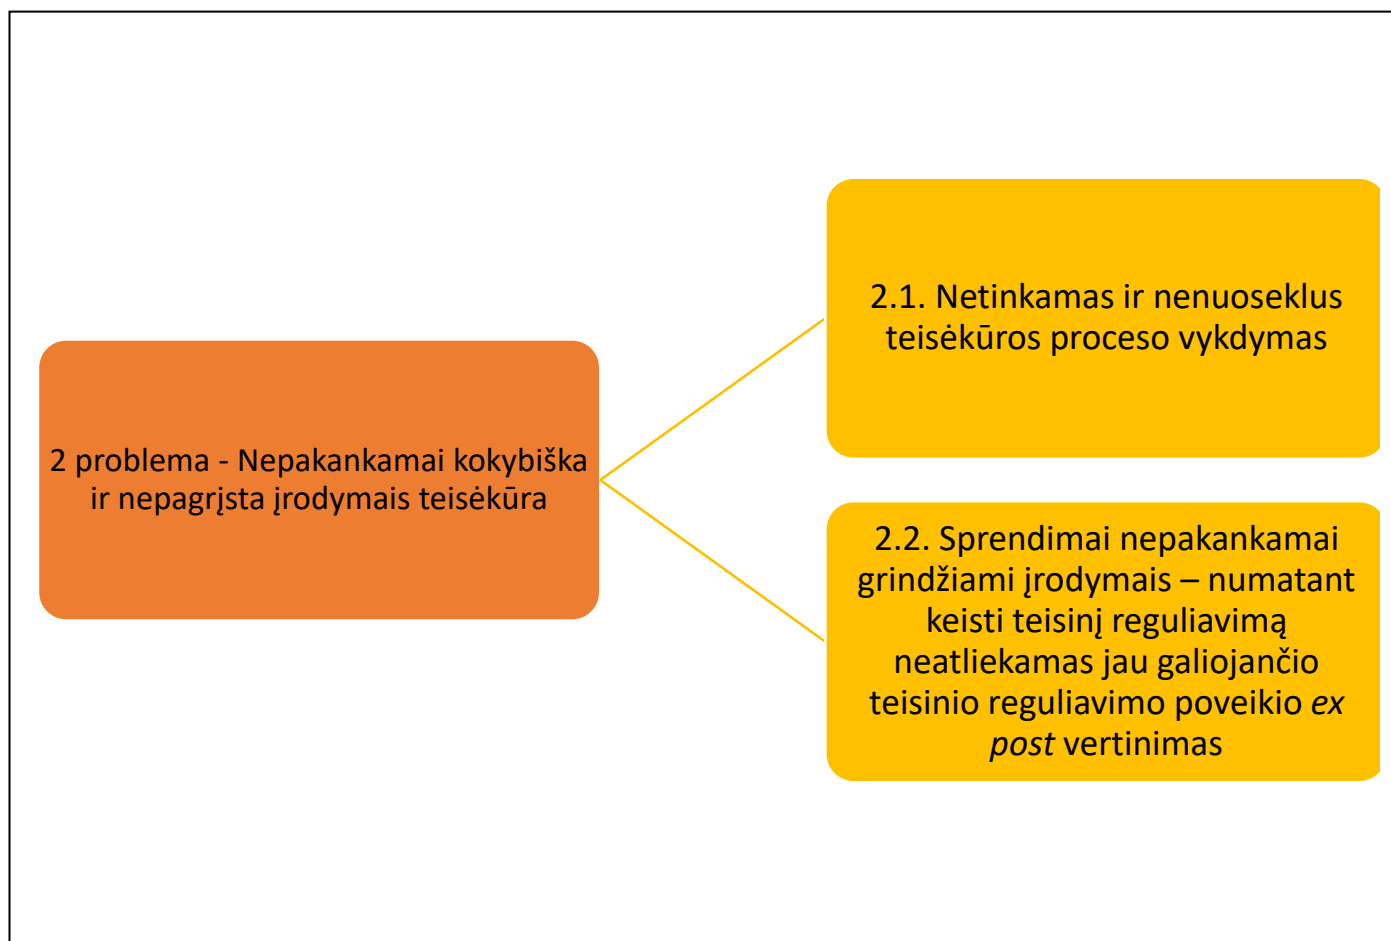 2 problema - Nepakankamai kokybiška
ir nepagrįsta įrodymais teisėkūra
2.1. Netinkamas ir nenuoseklus
teisėkūros proceso vykdymas
2.2. Sprendimai nepakankamai
grindžiami įrodymais – numatant
keisti teisinį reguliavimą
neatliekamas jau galiojančio
teisinio reguliavimo poveikio ex
post vertinimas